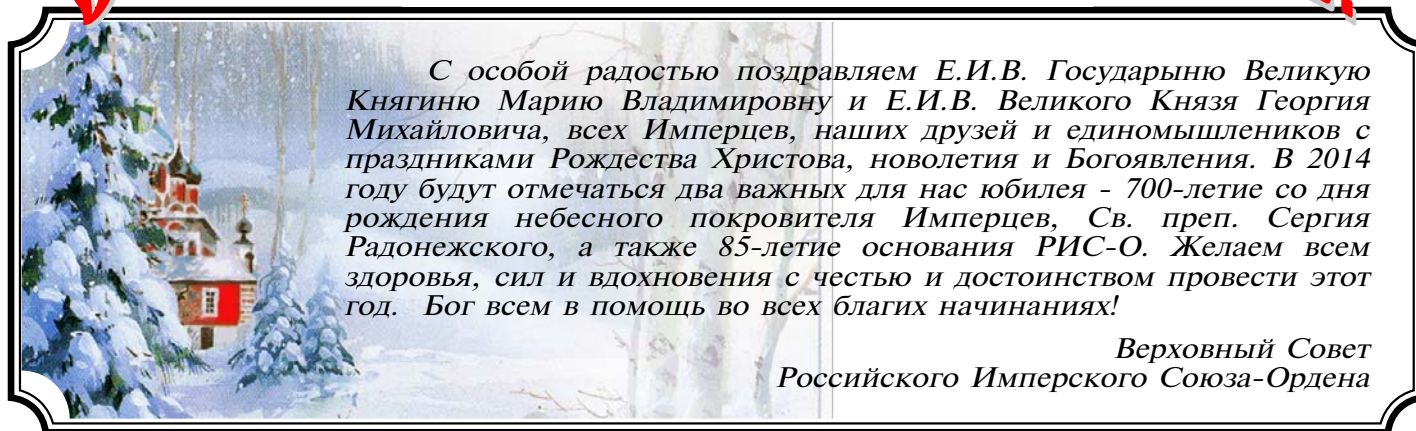 С особой радостью поздравляем Е.И.В. Государыню Великую
Княгиню Марию Владимировну и Е.И.В. Великого Князя Георгия
Михайловича, всех Имперцев, наших друзей и единомышлеников с
праздниками Рождества Христова, новолетия и Богоявления. В 2014
году будут отмечаться два важных для нас юбилея - 700-летие со дня
рождения небесного покровителя Имперцев, Св. преп. Сергия
Радонежского, а также 85-летие основания РИС-О. Желаем всем
здоровья, сил и вдохновения с честью и достоинством провести этот
год. Бог всем в помощь во всех благих начинаниях!
Верховный Совет
Российского Имперского Союза-Ордена